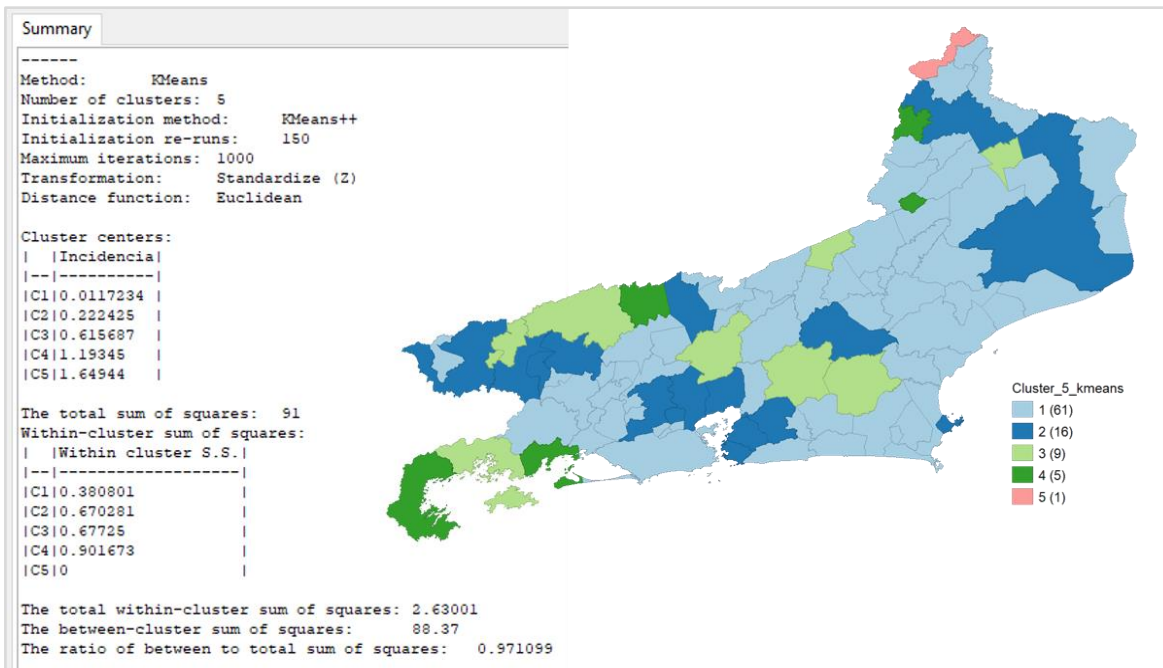 Summary
------
Method: KMeans
Number of clusters: 5
Initialization method: KMeans++
Initialization re-runs: 150
Maximum iterations: 1000
Transformation: Standardize (Z)
Distance function: Euclidean
Cluster centers:
| |Incidencia|
|--|----------|
|C1|0.0117234 |
|C2|0.222425 |
|C3|0.615687 |
|C4|1.19345 |
|C5|1.64944 |
The total sum of squares: 91
Within-cluster sum of squares:
| |Within cluster S.S.|
|--|-------------------|
|C1|0.380801 |
|C2|0.670281 |
|C3|0.67725 |
|C4|0.901673 |
|C5|0 |
The total within-cluster sum of squares: 2.63001
The between-cluster sum of squares: 88.37
The ratio of between to total sum of squares: 0.971099
Cluster_5_kmeans
1 (61)
2 (16)
3 (9)
4 (5)
5 (1)